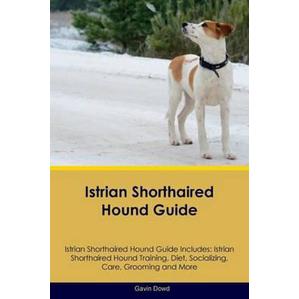 Istrian Shorthaired
Hound Guide
Istrian Shorthaired Hound Guide Includes: Istrian
Shorthaired Hound Training, Diet, Socializing,
Care, Grooming and More
Gavin Dowd